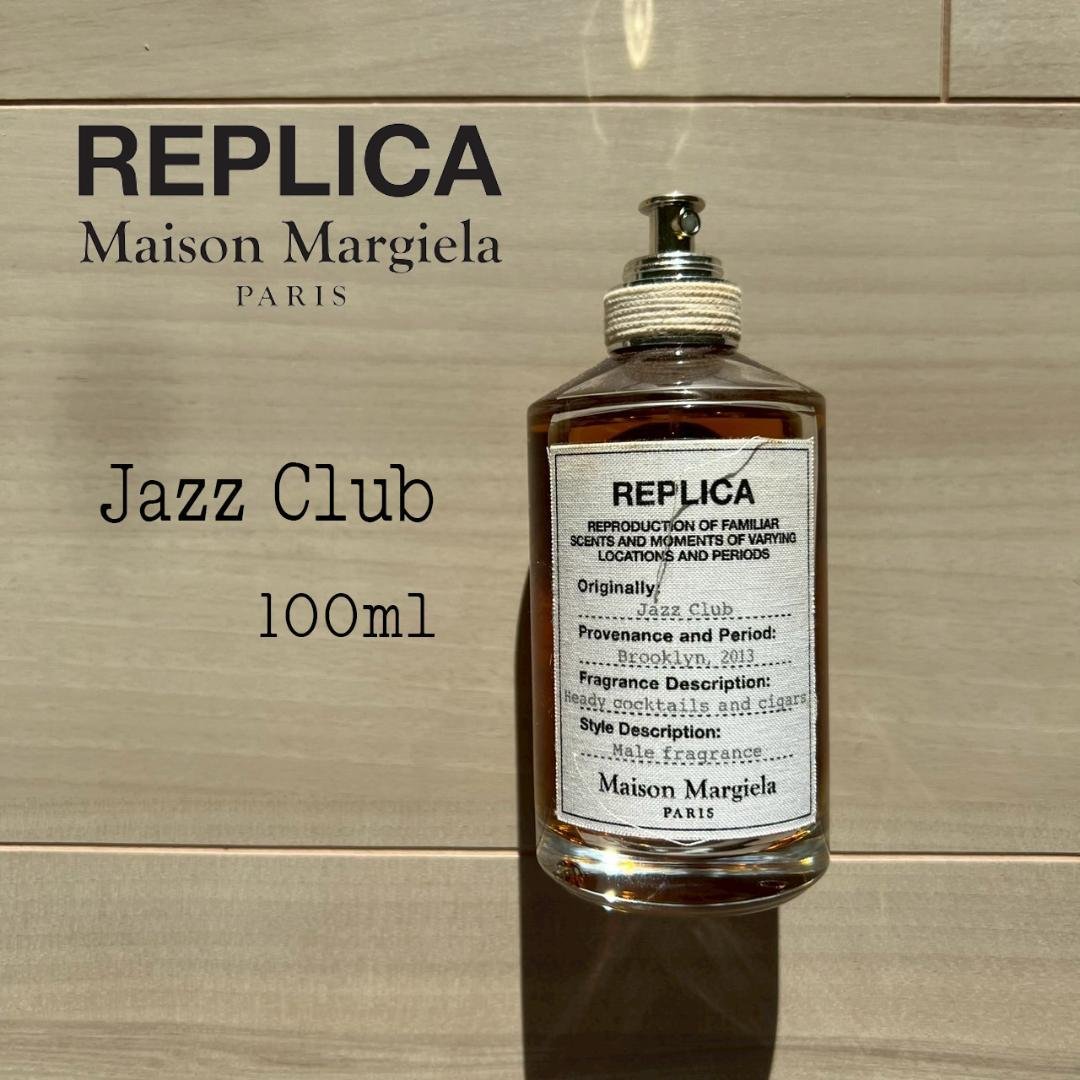 REPLICA
Maison Margiela
PARIS
Jazz Club
100ml
REPLICA
REPRODUCTION OF FAMILIAR
SCENTS AND MOMENTS OF VARYING
LOCATIONS AND PERIODS
Originally:
Jazz Club
Provenance and Period:
Brooklyn, 2013
Fragrance Description:
Heady cocktails and cigars
Style Description:
Male fragrance
Maison Margiela
PARIS